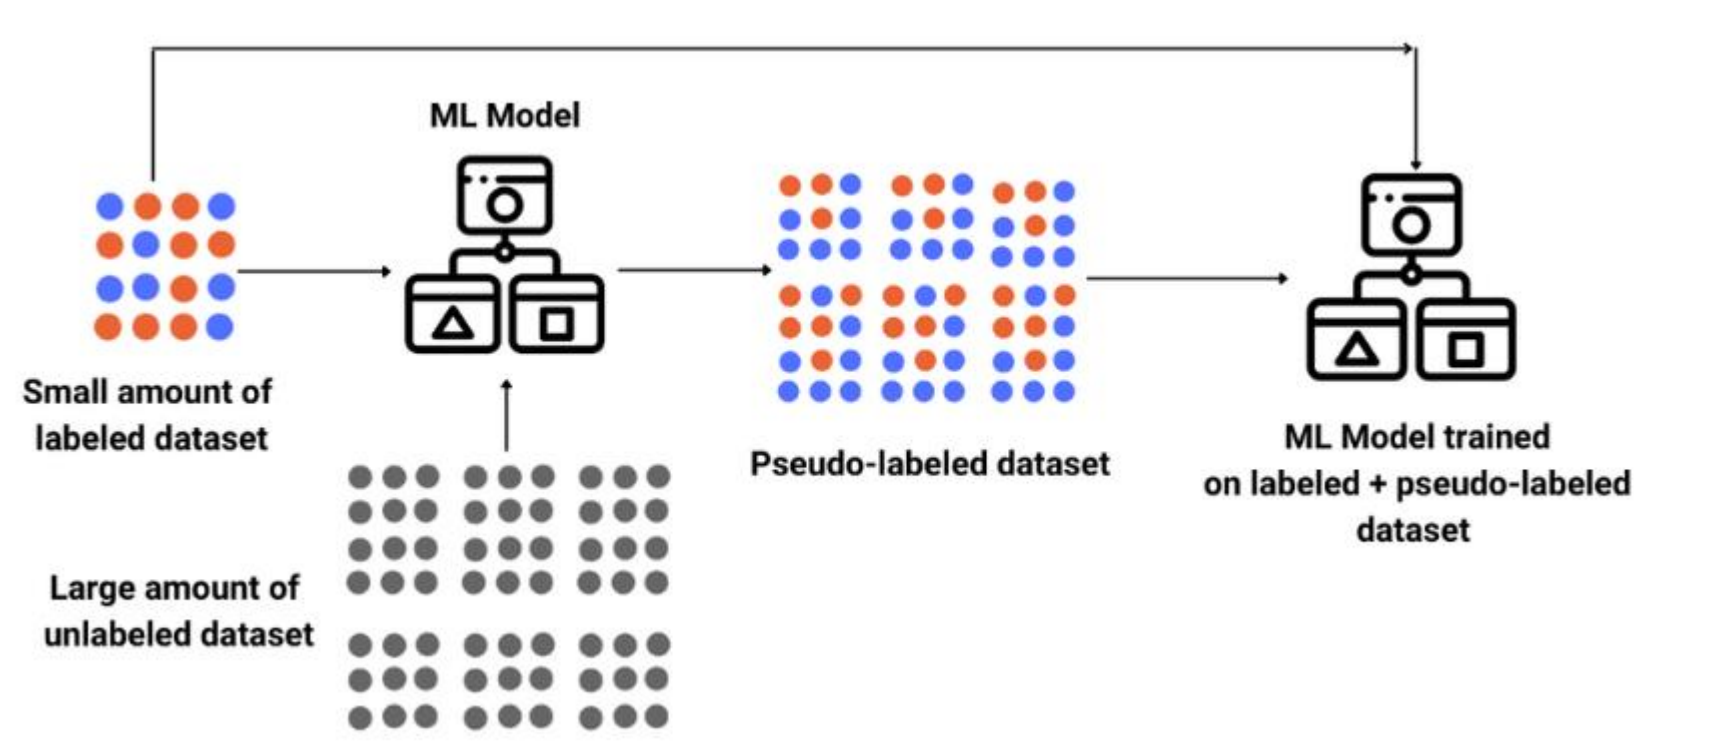 ML Model
Small amount of
labeled dataset
Large amount of
unlabeled dataset
Pseudo-labeled dataset
ML Model trained
on labeled + pseudo-labeled
dataset